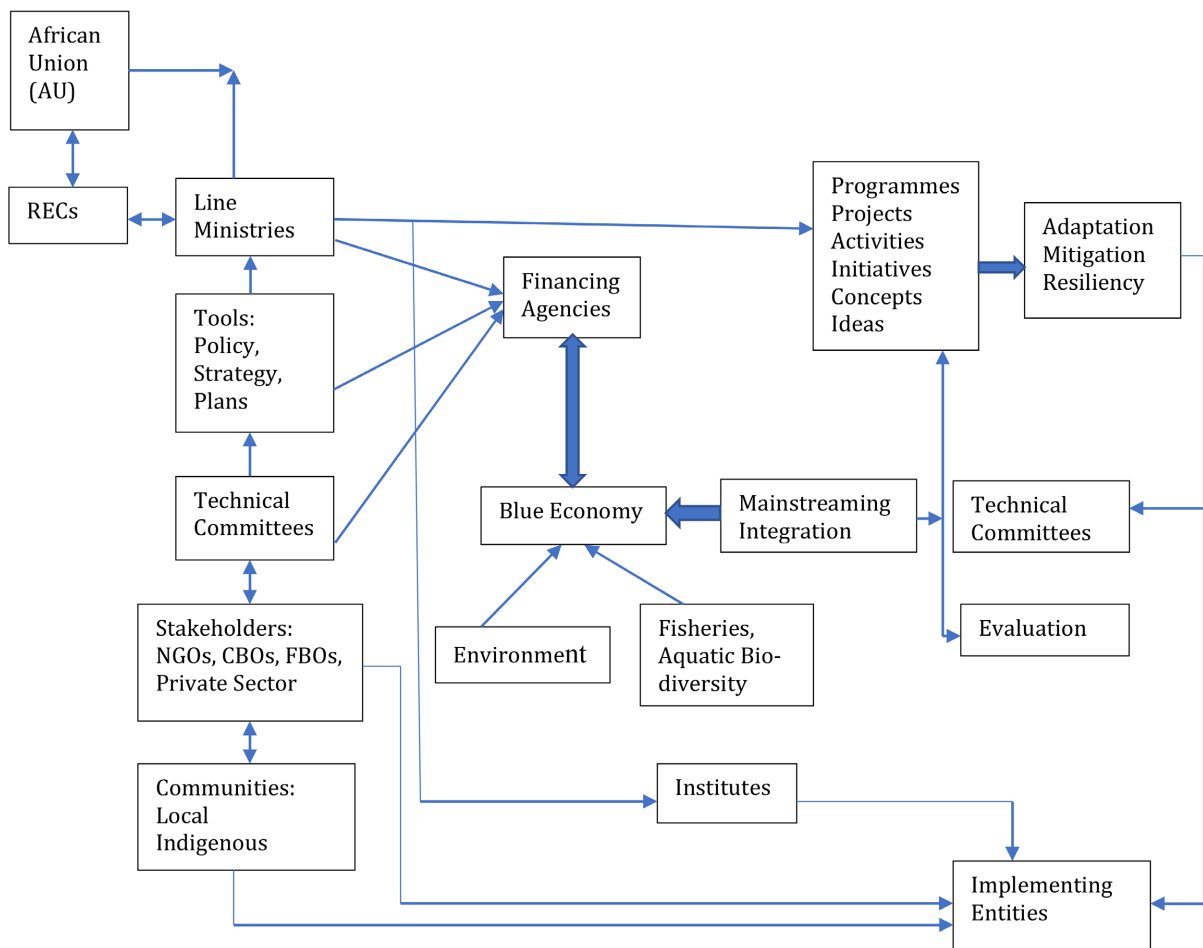 African
Union
(AU)
RECs
Line
Ministries
Programmes
Projects
Activities
Initiatives
Concepts
Ideas
Adaptation
Mitigation
Resiliency
Financing
Agencies
Tools:
Policy,
Strategy,
Plans
Technical
Committees
Blue Economy
Mainstreaming
Integration
Technical
Committees
Stakeholders:
NGOs, CBOs, FBOs,
Private Sector
Environment
Fisheries,
Aquatic Bio-
diversity
Evaluation
Communities:
Local
Indigenous
Institutes
Implementing
Entities